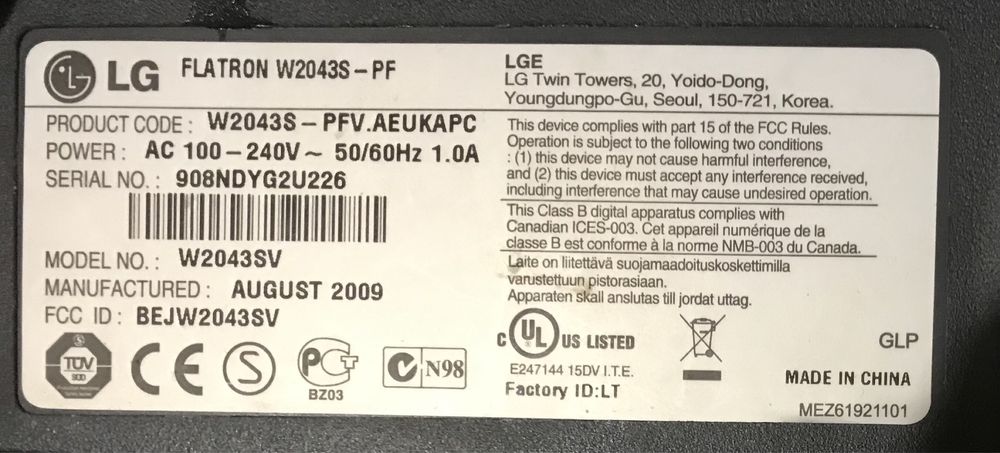 LG FLATRON W2043S-PF
PRODUCT CODE : W2043S-PFV.AEUKAPC
POWER : AC 100-240V~ 50/60Hz 1.0A
SERIAL NO. : 908NDYG2U226
MODEL NO. : W2043SV
MANUFACTURED : AUGUST 2009
FCC ID : BEJW2043SV
TÜV
CE
S
PCT
BZ03
N98
LGE
LG Twin Towers, 20, Yoido-Dong,
Youngdungpo-Gu, Seoul, 150-721, Korea.
This device complies with part 15 of the FCC Rules.
Operation is subject to the following two conditions
: (1) this device may not cause harmful interference,
and (2) this device must accept any interference received,
including interference that may cause undesired operation.
This Class B digital apparatus complies with
Canadian ICES-003. Cet appareil numérique de la
classe B est conforme à la norme NMB-003 du Canada.
Laite on liitettävä suojamaadoituskoskettimilla
varustettuun pistorasiaan.
Apparaten skall anslutas till jordat uttag.
C UL US LISTED
E247144 15DV I.T.E.
Factory ID:LT
GLP
MADE IN CHINA
MEZ61921101